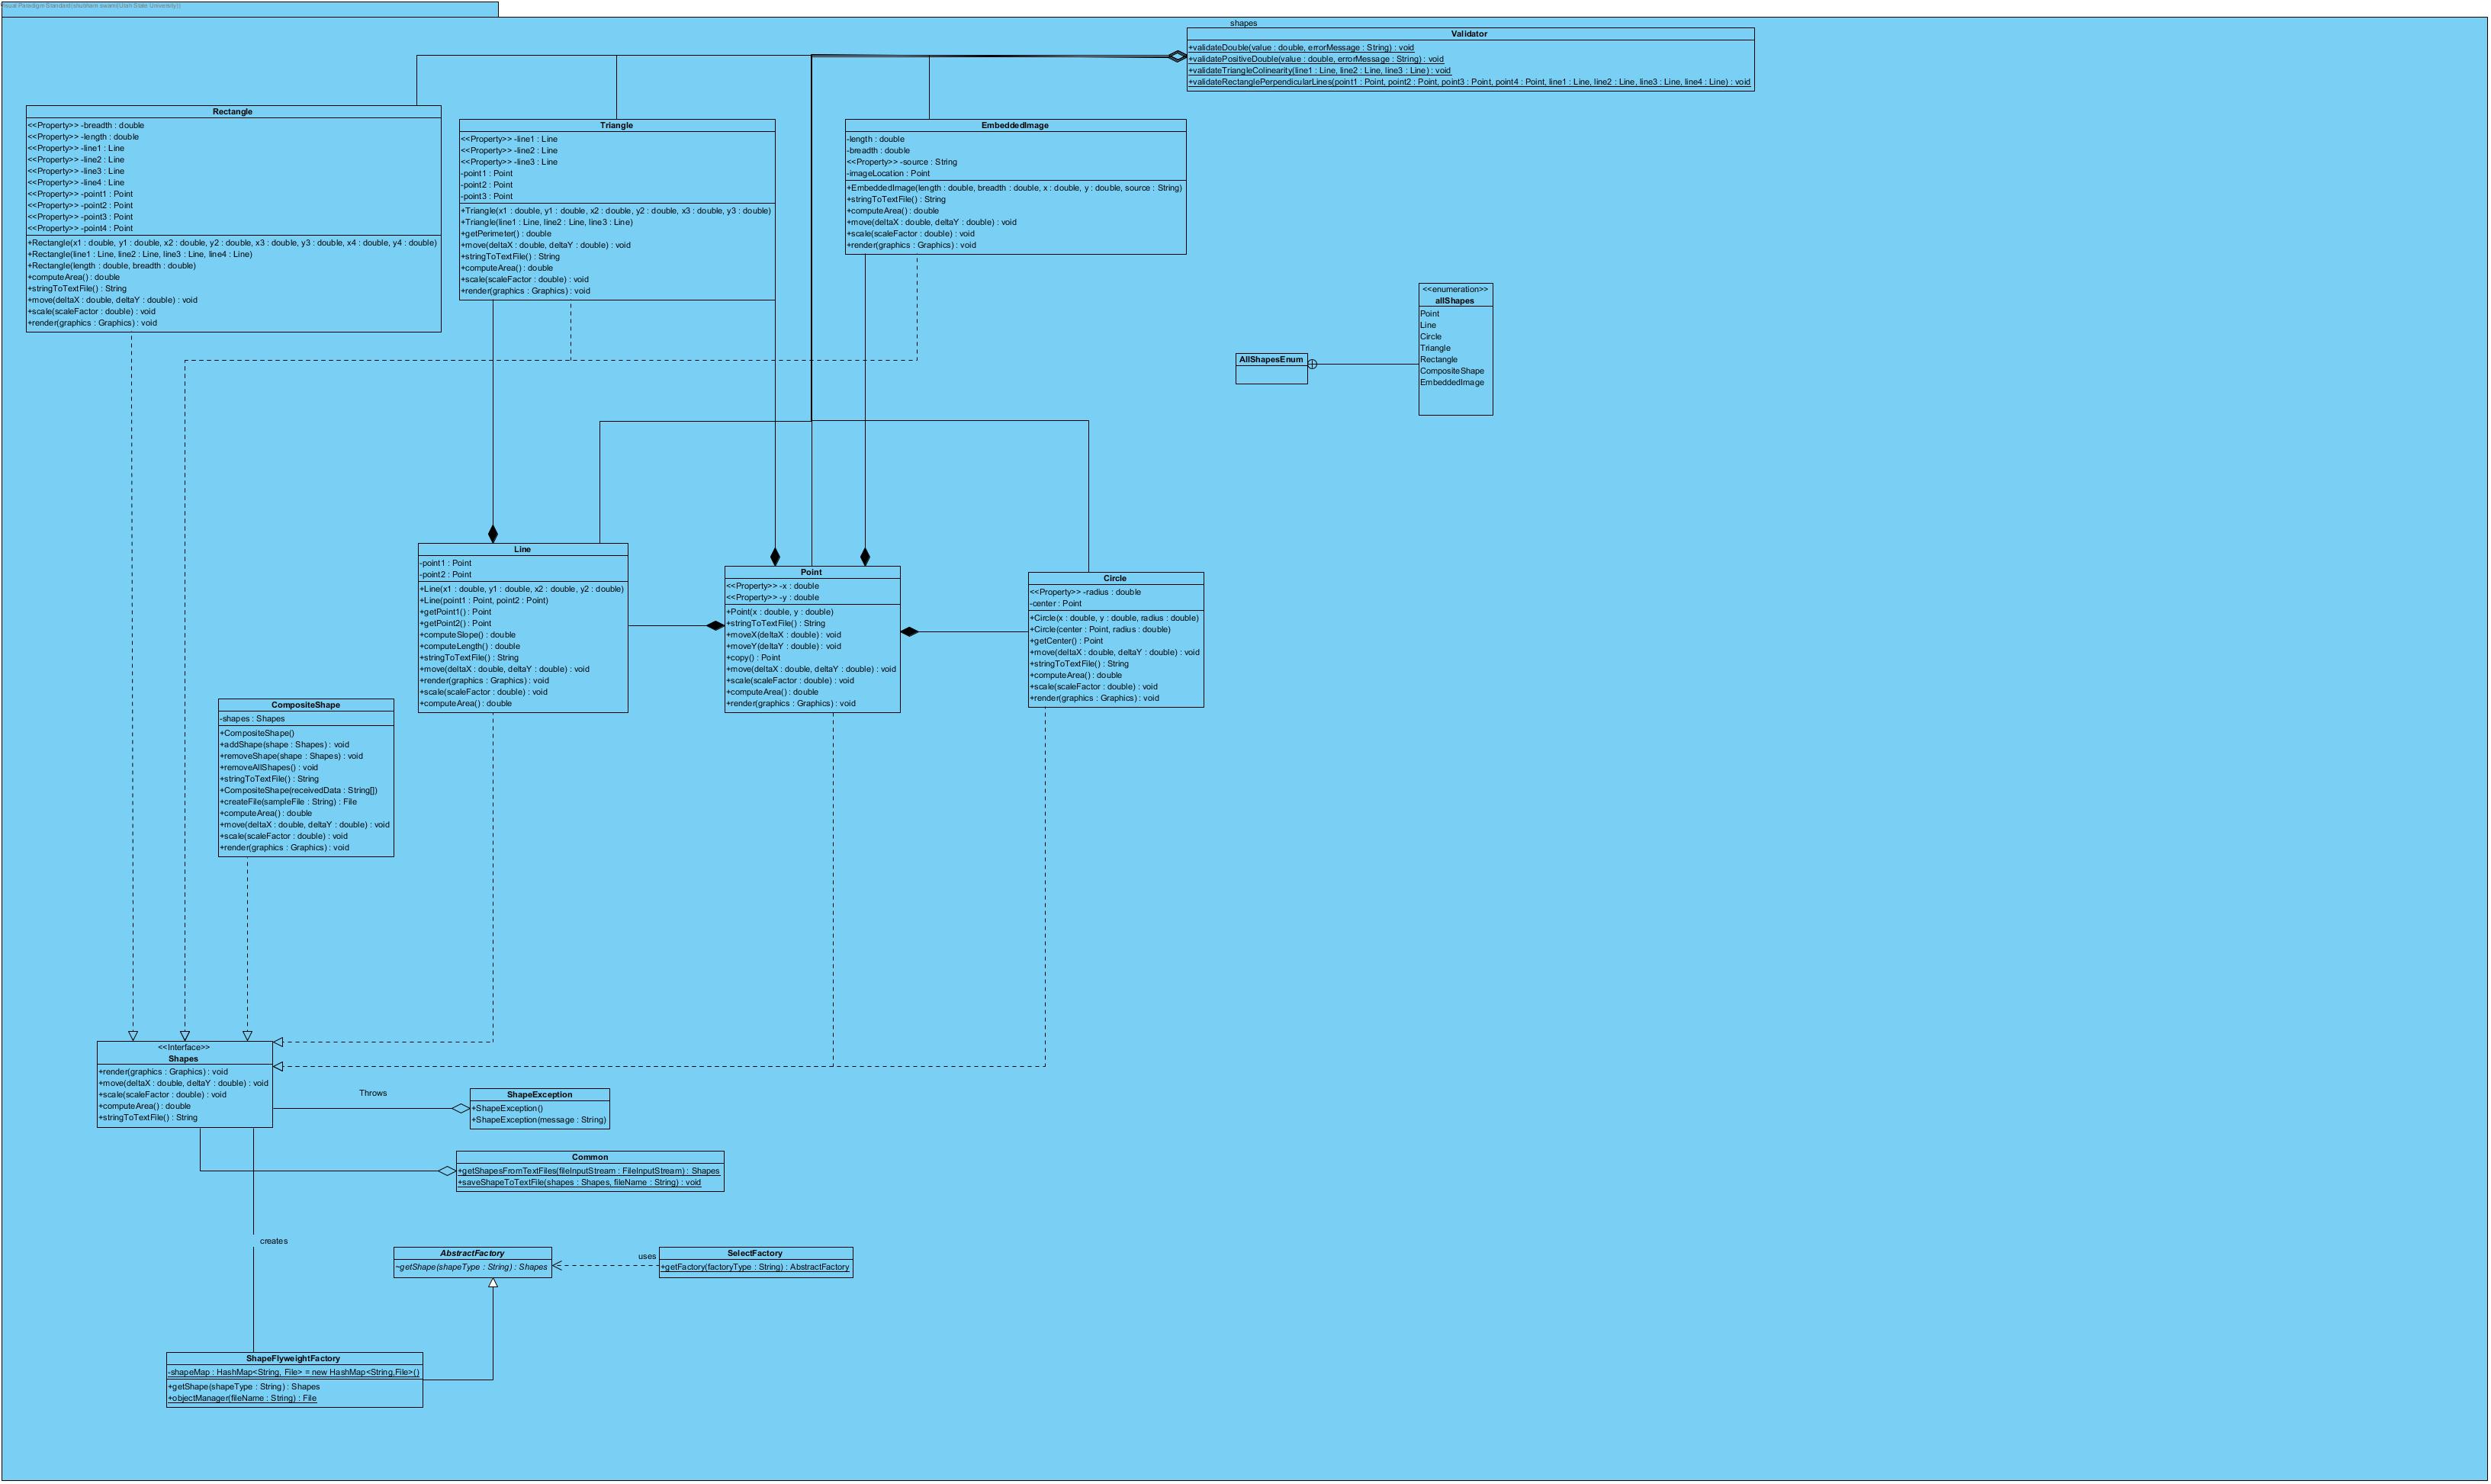 Visual Paradigm Standard(shubham swami(Utah State University))
shapes
Validator
+validateDouble(value : double, errorMessage : String) : void
+validatePositiveDouble(value : double, errorMessage : String) : void
+validateTriangleColinearity(line1 : Line, line2 : Line, line3 : Line) : void
+validateRectanglePerpendicularLines(point1 : Point, point2 : Point, point3 : Point, point4 : Point, line1 : Line, line2 : Line, line3 : Line, line4 : Line) : void
Rectangle
<<Property>> -breadth : double
<<Property>> -length : double
<<Property>> -line1 : Line
<<Property>> -line2 : Line
<<Property>> -line3 : Line
<<Property>> -line4 : Line
<<Property>> -point1 : Point
<<Property>> -point2 : Point
<<Property>> -point3 : Point
<<Property>> -point4 : Point
+Rectangle(x1 : double, y1 : double, x2 : double, y2 : double, x3 : double, y3 : double, x4 : double, y4 : double)
+Rectangle(line1 : Line, line2 : Line, line3 : Line, line4 : Line)
+Rectangle(length : double, breadth : double)
+computeArea() : double
+stringToTextFile() : String
+move(deltaX : double, deltaY : double) : void
+scale(scaleFactor : double) : void
+render(graphics : Graphics) : void
Triangle
<<Property>> -line1 : Line
<<Property>> -line2 : Line
<<Property>> -line3 : Line
-point1 : Point
-point2 : Point
-point3 : Point
+Triangle(x1 : double, y1 : double, x2 : double, y2 : double, x3 : double, y3 : double)
+Triangle(line1 : Line, line2 : Line, line3 : Line)
+getPerimeter() : double
+move(deltaX : double, deltaY : double) : void
+stringToTextFile() : String
+computeArea() : double
+scale(scaleFactor : double) : void
+render(graphics : Graphics) : void
EmbeddedImage
-length : double
-breadth : double
<<Property>> -source : String
-imageLocation : Point
+EmbeddedImage(length : double, breadth : double, x : double, y : double, source : String)
+stringToTextFile() : String
+computeArea() : double
+move(deltaX : double, deltaY : double) : void
+scale(scaleFactor : double) : void
+render(graphics : Graphics) : void
<<enumeration>>
allShapes
Point
Line
Circle
Triangle
Rectangle
CompositeShape
EmbeddedImage
AllShapesEnum
Line
-point1 : Point
-point2 : Point
+Line(x1 : double, y1 : double, x2 : double, y2 : double)
+Line(point1 : Point, point2 : Point)
+getPoint1() : Point
+getPoint2() : Point
+computeSlope() : double
+computeLength() : double
+stringToTextFile() : String
+move(deltaX : double, deltaY : double) : void
+render(graphics : Graphics) : void
+scale(scaleFactor : double) : void
+computeArea() : double
Point
<<Property>> -x : double
<<Property>> -y : double
+Point(x : double, y : double)
+stringToTextFile() : String
+moveX(deltaX : double) : void
+moveY(deltaY : double) : void
+copy() : Point
+move(deltaX : double, deltaY : double) : void
+scale(scaleFactor : double) : void
+computeArea() : double
+render(graphics : Graphics) : void
Circle
<<Property>> -radius : double
-center : Point
+Circle(x : double, y : double, radius : double)
+Circle(center : Point, radius : double)
+getCenter() : Point
+move(deltaX : double, deltaY : double) : void
+stringToTextFile() : String
+computeArea() : double
+scale(scaleFactor : double) : void
+render(graphics : Graphics) : void
CompositeShape
-shapes : Shapes
+CompositeShape()
+addShape(shape : Shapes) : void
+removeShape(shape : Shapes) : void
+removeAllShapes() : void
+stringToTextFile() : String
+CompositeShape(receivedData : String[])
+createFile(sampleFile : String) : File
+computeArea() : double
+move(deltaX : double, deltaY : double) : void
+scale(scaleFactor : double) : void
+render(graphics : Graphics) : void
<<Interface>>
Shapes
+render(graphics : Graphics) : void
+move(deltaX : double, deltaY : double) : void
+scale(scaleFactor : double) : void
+computeArea() : double
+stringToTextFile() : String
Throws
ShapeException
+ShapeException()
+ShapeException(message : String)
Common
+getShapesFromTextFiles(fileInputStream : FileInputStream) : Shapes
+saveShapeToTextFile(shapes : Shapes, fileName : String) : void
creates
AbstractFactory
~getShape(shapeType : String) : Shapes
uses
SelectFactory
+getFactory(factoryType : String) : AbstractFactory
ShapeFlyweightFactory
-shapeMap : HashMap<String, File> = new HashMap<String,File>()
+getShape(shapeType : String) : Shapes
+objectManager(fileName : String) : File